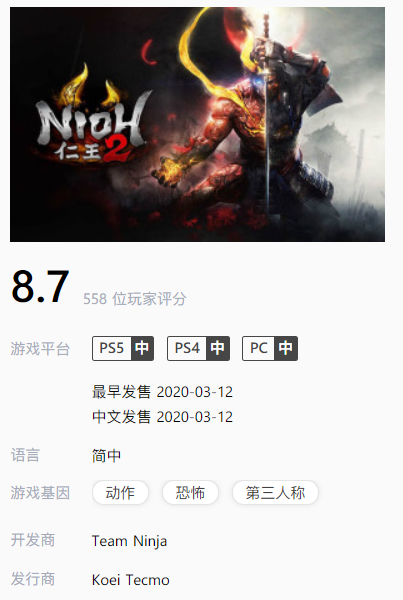 NIOH
仁王2
8.7 558 位玩家评分
游戏平台 PS5 中 PS4 中 PC 中
最早发售 2020-03-12
中文发售 2020-03-12
语言 简中
游戏基因 动作 恐怖 第三人称
开发商 Team Ninja
发行商 Koei Tecmo